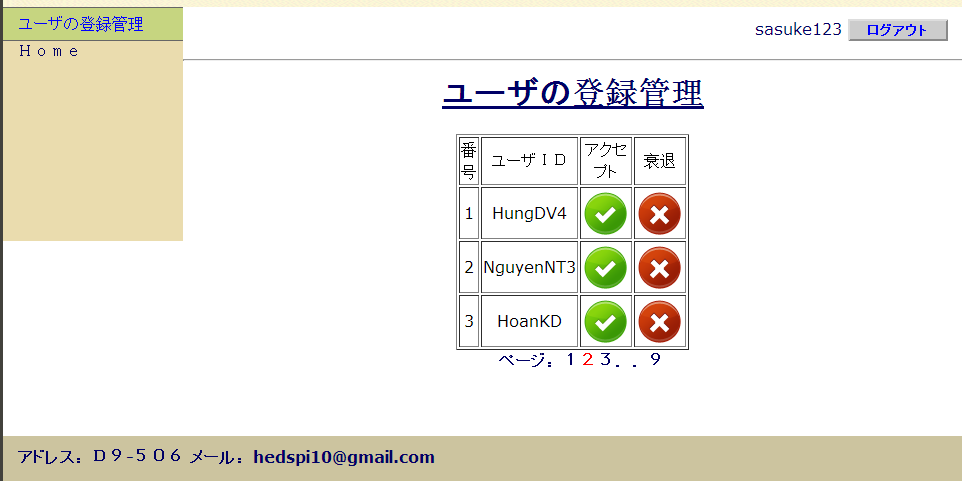 ユーザの登録管理
Ｈｏｍｅ
sasuke123 ログアウト
ユーザの登録管理
番号 ユーザＩＤ アクセプト 衰退
1 HungDV4
2 NguyenNT3
3 HoanKD
ページ：１２３．．９
アドレス：Ｄ９-５０６ メール：hedspi10@gmail.com